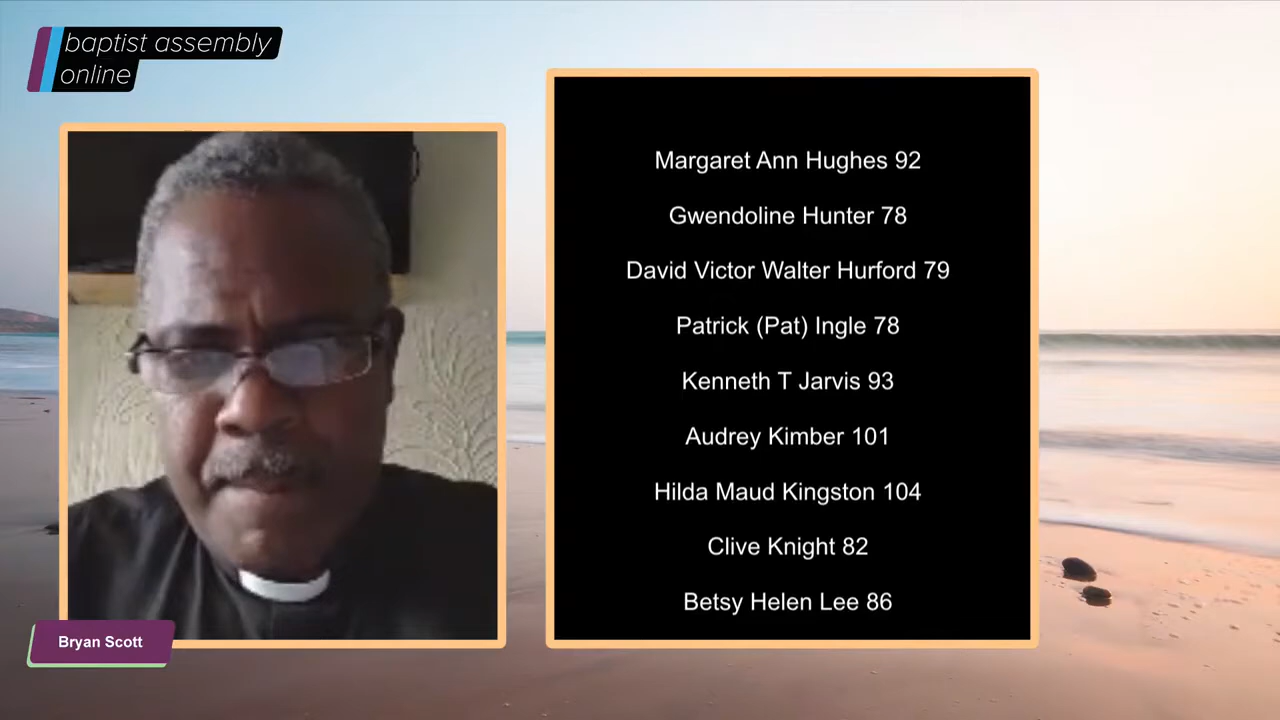 baptist assembly
online
Margaret Ann Hughes 92
Gwendoline Hunter 78
David Victor Walter Hurford 79
Patrick (Pat) Ingle 78
Kenneth T Jarvis 93
Audrey Kimber 101
Hilda Maud Kingston 104
Clive Knight 82
Betsy Helen Lee 86
Bryan Scott